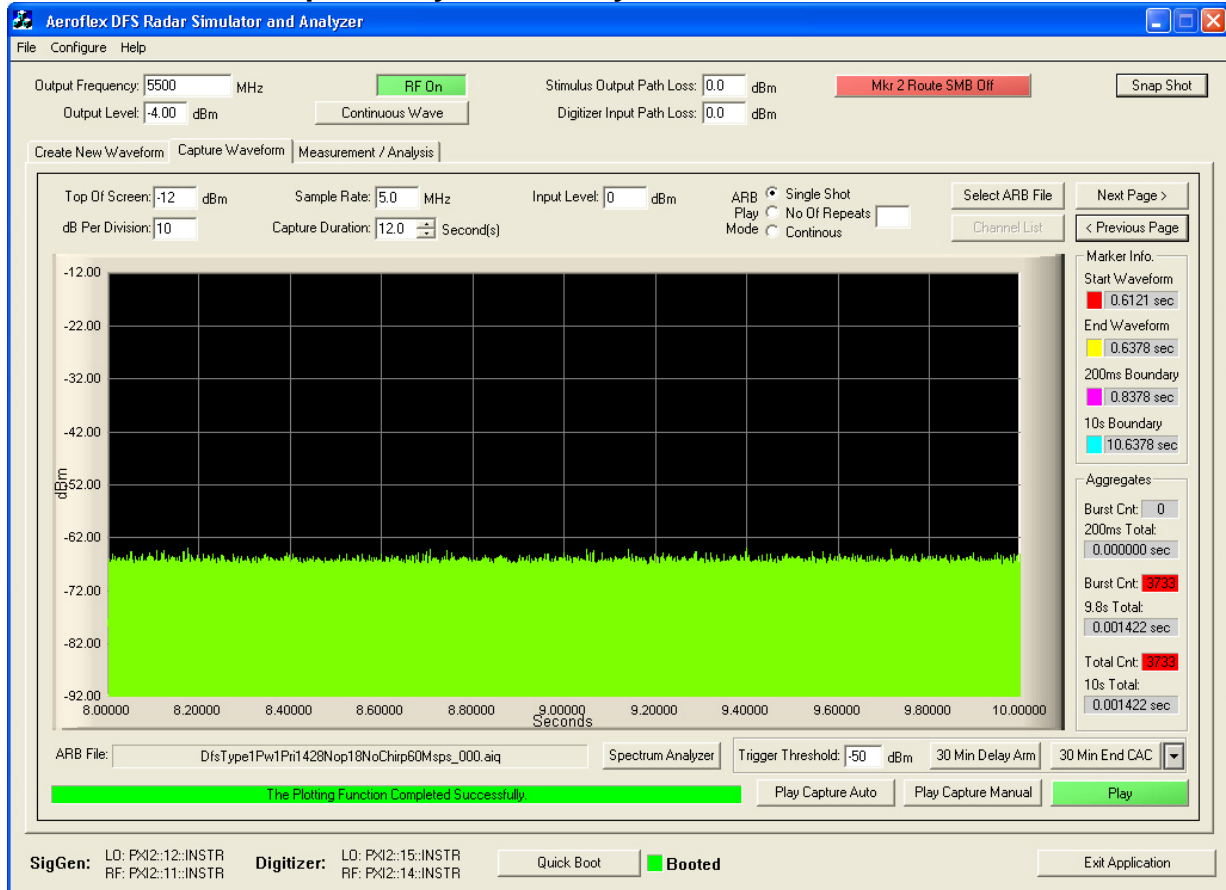 Aeroflex DFS Radar Simulator and Analyzer
File Configure Help
Output Frequency: 5500 MHz
RF On
Stimulus Output Path Loss: 0.0 dBm
Mkr 2 Route SMB Off
Snap Shot
Output Level: -4.00 dBm
Continuous Wave
Digitizer Input Path Loss: 0.0 dBm
Create New Waveform
Capture Waveform
Measurement / Analysis
Top Of Screen: -12 dBm
Sample Rate: 5.0 MHz
Input Level: 0 dBm
ARB Play Mode
Single Shot
No Of Repeats
Continous
Select ARB File
Next Page >
dB Per Division: 10
Capture Duration: 12.0 Second(s)
Channel List
< Previous Page
-12.00
-22.00
-32.00
-42.00
-52.00
-62.00
-72.00
-82.00
-92.00
dBm
8.00000 8.20000 8.40000 8.60000 8.80000 9.00000 9.20000 9.40000 9.60000 9.80000 10.00000
Seconds
Marker Info.
Start Waveform
0.6121 sec
End Waveform
0.6378 sec
200ms Boundary
0.8378 sec
10s Boundary
10.6378 sec
Aggregates
Burst Cnt: 0
200ms Total:
0.000000 sec
Burst Cnt: 3733
9.8s Total:
0.001422 sec
Total Cnt: 3733
10s Total:
0.001422 sec
ARB File: DfsType1Pw1Pri1428Nop18NoChirp60Msps_000.aiq
Spectrum Analyzer
Trigger Threshold: -50 dBm
30 Min Delay Arm
30 Min End CAC
The Plotting Function Completed Successfully.
Play Capture Auto
Play Capture Manual
Play
SigGen:
LO: PXI2::12::INSTR
RF: PXI2::11::INSTR
Digitizer:
LO: PXI2::15::INSTR
RF: PXI2::14::INSTR
Quick Boot
Booted
Exit Application